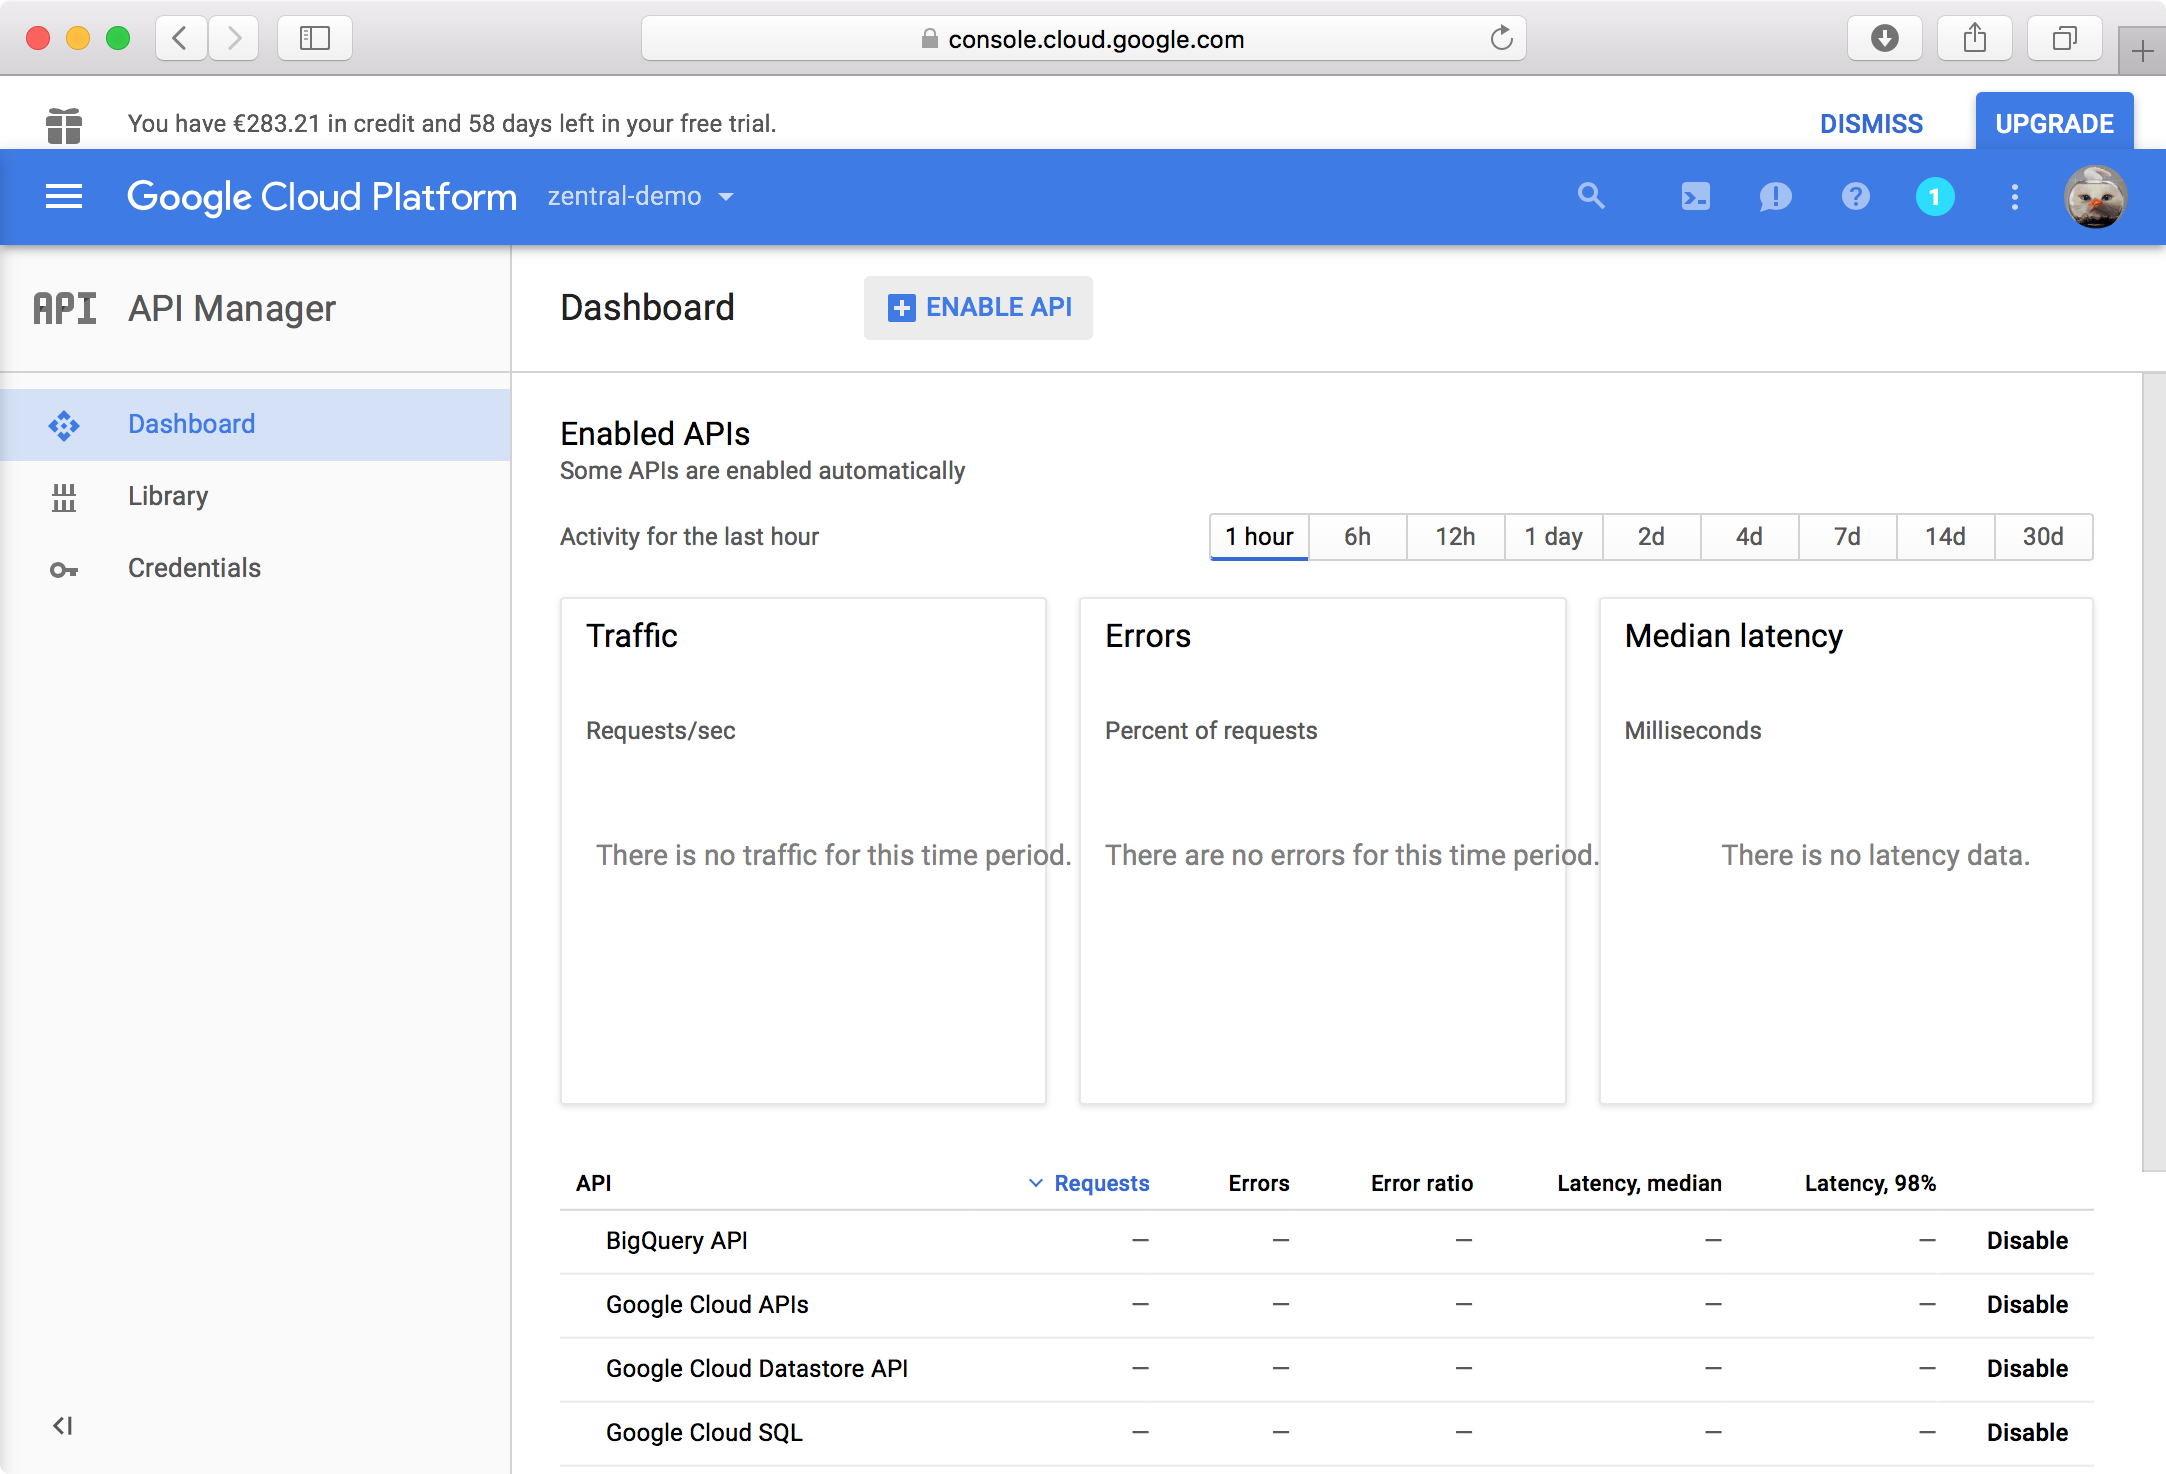 console.cloud.google.com
You have €283.21 in credit and 58 days left in your free trial.
DISMISS
UPGRADE
Google Cloud Platform
zentral-demo
1
API
API Manager
Dashboard
ENABLE API
Dashboard
Library
Credentials
Enabled APIs
Some APIs are enabled automatically
Activity for the last hour
1 hour 6h 12h 1 day 2d 4d 7d 14d 30d
Traffic
Requests/sec
There is no traffic for this time period.
Errors
Percent of requests
There are no errors for this time period.
Median latency
Milliseconds
There is no latency data.
API Requests Errors Error ratio Latency, median Latency, 98%
BigQuery API — — — — — Disable
Google Cloud APIs — — — — — Disable
Google Cloud Datastore API — — — — — Disable
Google Cloud SQL — — — — — Disable